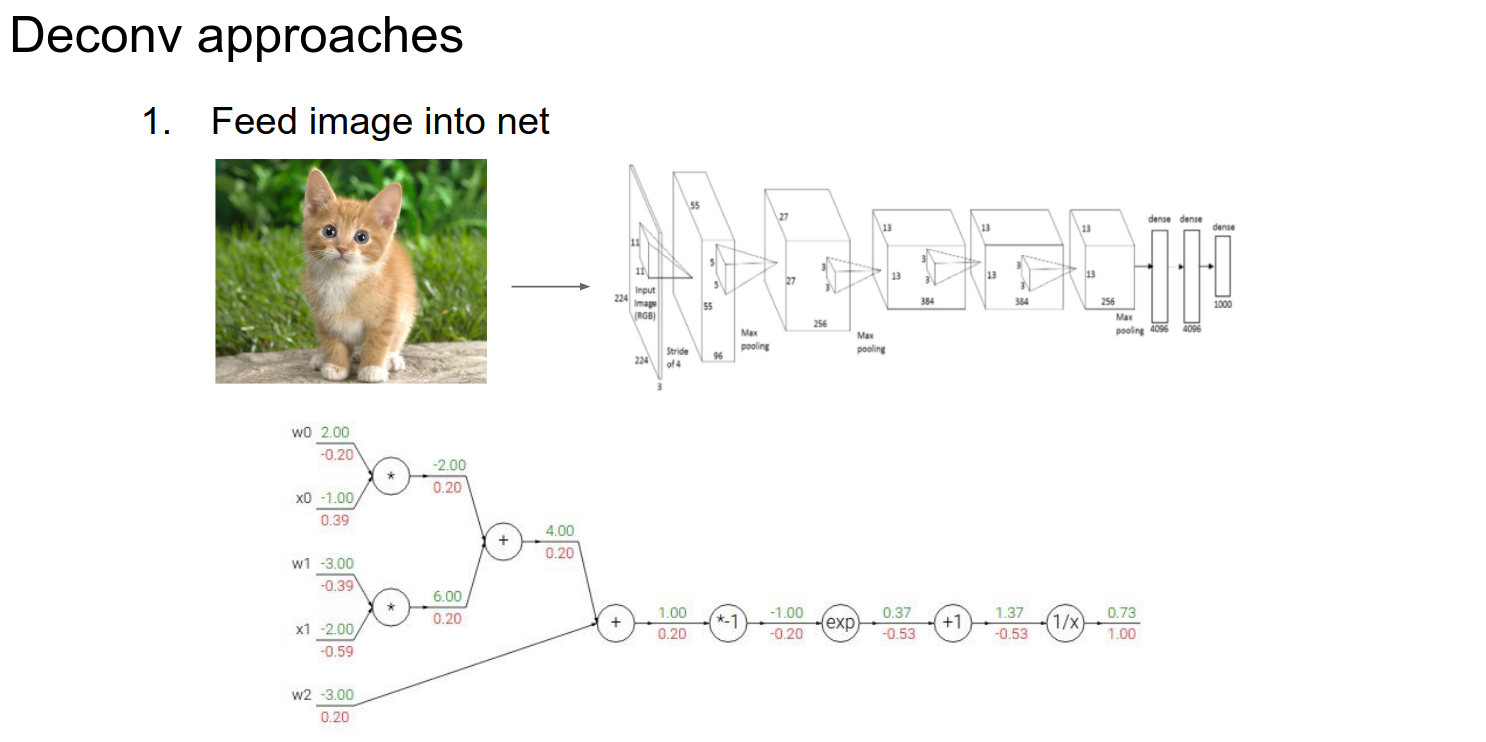 Deconv approaches
1. Feed image into net
55
27
13
13
13
dense
dense
dense
11
5
3
3
3
11
5
3
3
3
224
Input
Image
(RGB)
55
27
13
13
13
384
384
256
1000
256
Max
pooling
4096
4096
Max
pooling
Max
pooling
Stride
of 4
96
224
3
w0 2.00
-0.20
-2.00
*
0.20
x0 -1.00
0.39
4.00
+
0.20
w1 -3.00
-0.39
6.00
*
0.20
x1 -2.00
-0.59
1.00 -1.00 0.37 1.37 0.73
+ *-1 exp +1 1/x
0.20 -0.20 -0.53 -0.53 1.00
w2 -3.00
0.20